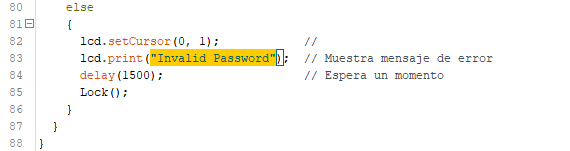 80 else
81 {
82 lcd.setCursor(0, 1); //
83 lcd.print("Invalid Password"); // Muestra mensaje de error
84 delay(1500); // Espera un momento
85 Lock();
86 }
87 }
88 }